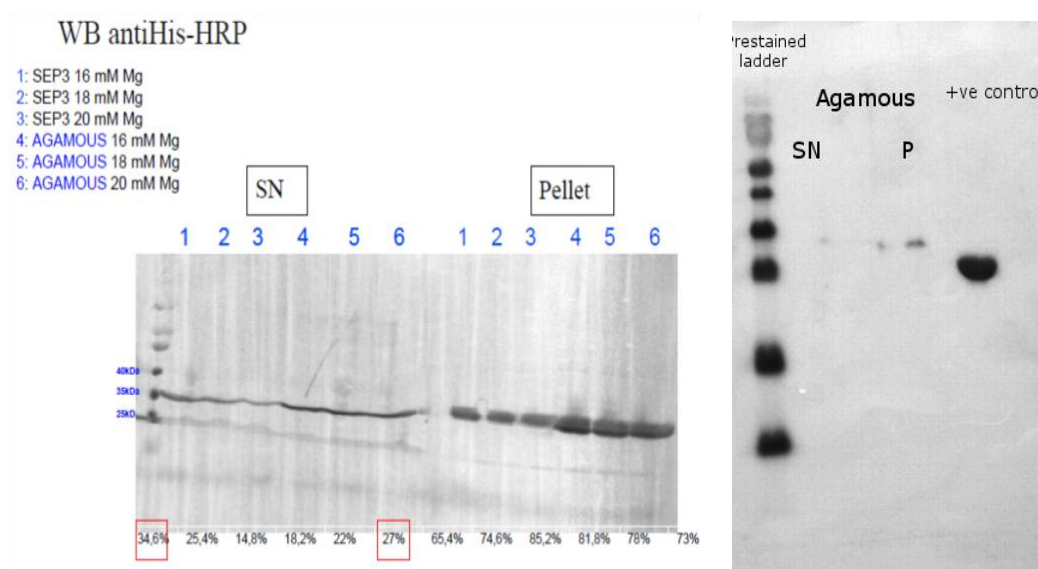 WB antiHis-HRP
1: SEP3 16 mM Mg
2: SEP3 18 mM Mg
3: SEP3 20 mM Mg
4: AGAMOUS 16 mM Mg
5: AGAMOUS 18 mM Mg
6: AGAMOUS 20 mM Mg
SN
Pellet
1 2 3 4 5 6 1 2 3 4 5 6
40kDa
35kDa
25kD
34,6% 25,4% 14,8% 18,2% 22% 27% 65,4% 74,6% 85,2% 81,8% 78% 73%
restained
ladder
Agamous
+ve contro
SN P